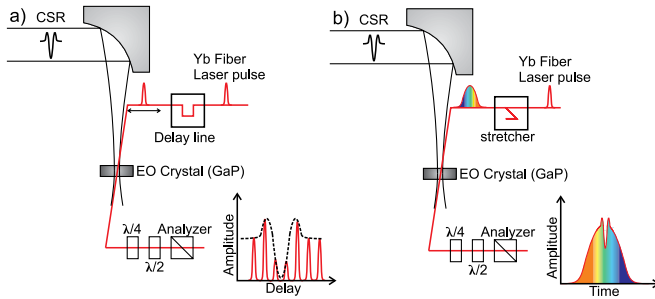 a)
CSR
Yb Fiber
Laser pulse
Delay line
EO Crystal (GaP)
λ/4
λ/2
Analyzer
Amplitude
Delay
b)
CSR
Yb Fiber
Laser pulse
stretcher
EO Crystal (GaP)
λ/4
λ/2
Analyzer
Amplitude
Time